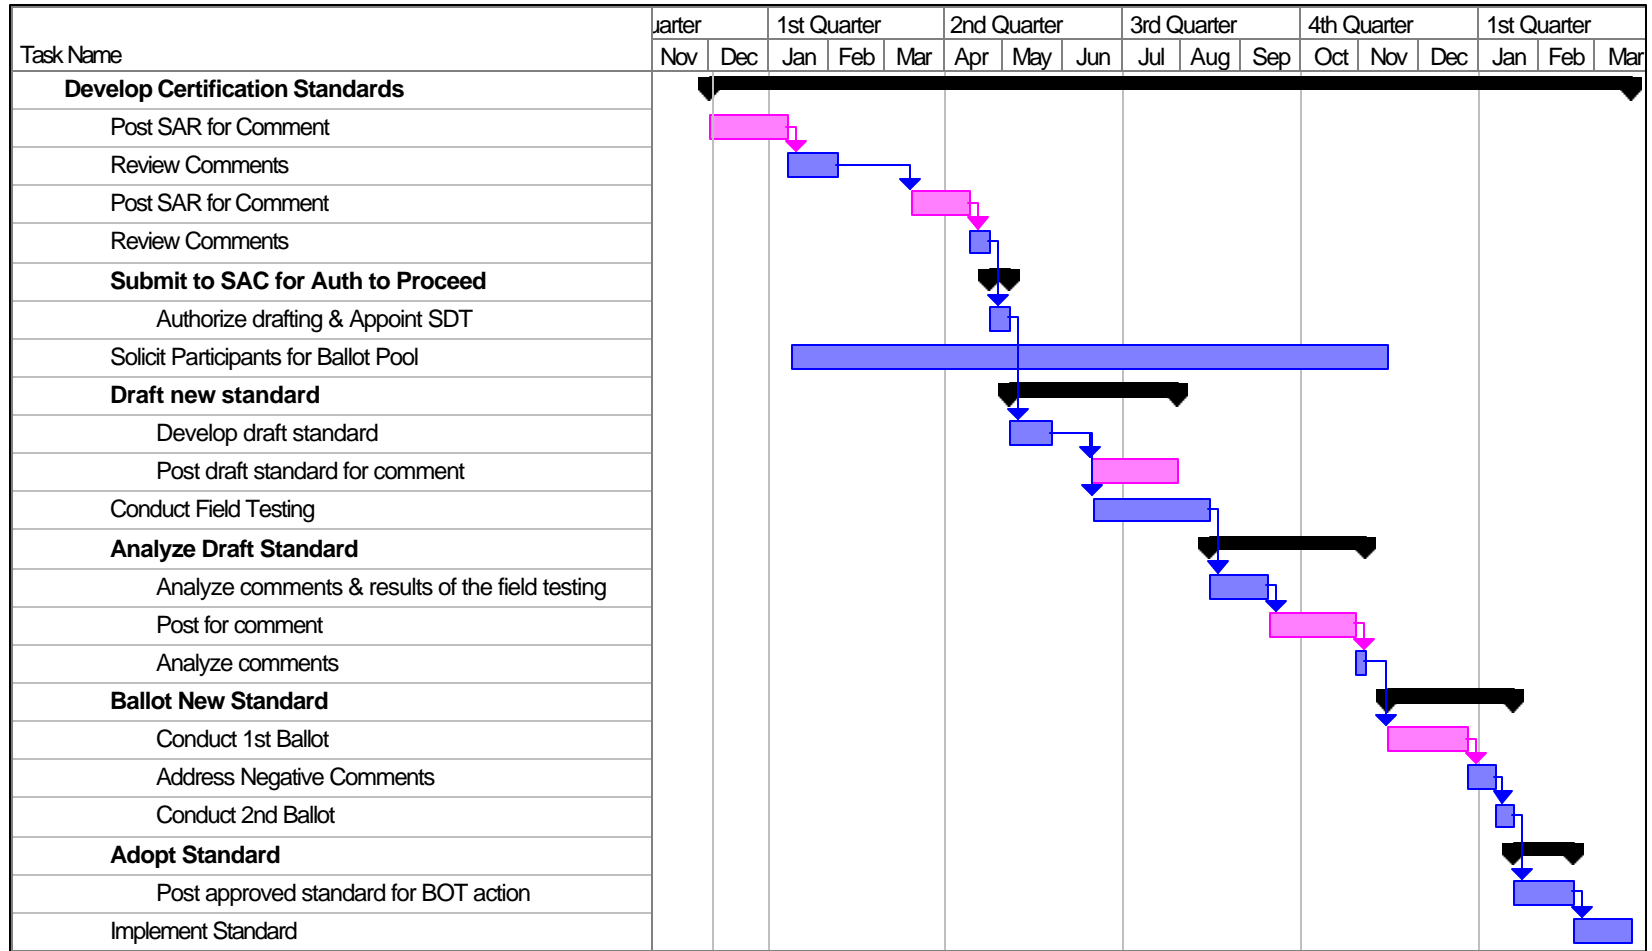 uarter 1st Quarter 2nd Quarter 3rd Quarter 4th Quarter 1st Quarter
Task Name Nov Dec Jan Feb Mar Apr May Jun Jul Aug Sep Oct Nov Dec Jan Feb Mar
Develop Certification Standards
Post SAR for Comment
Review Comments
Post SAR for Comment
Review Comments
Submit to SAC for Auth to Proceed
Authorize drafting & Appoint SDT
Solicit Participants for Ballot Pool
Draft new standard
Develop draft standard
Post draft standard for comment
Conduct Field Testing
Analyze Draft Standard
Analyze comments & results of the field testing
Post for comment
Analyze comments
Ballot New Standard
Conduct 1st Ballot
Address Negative Comments
Conduct 2nd Ballot
Adopt Standard
Post approved standard for BOT action
Implement Standard